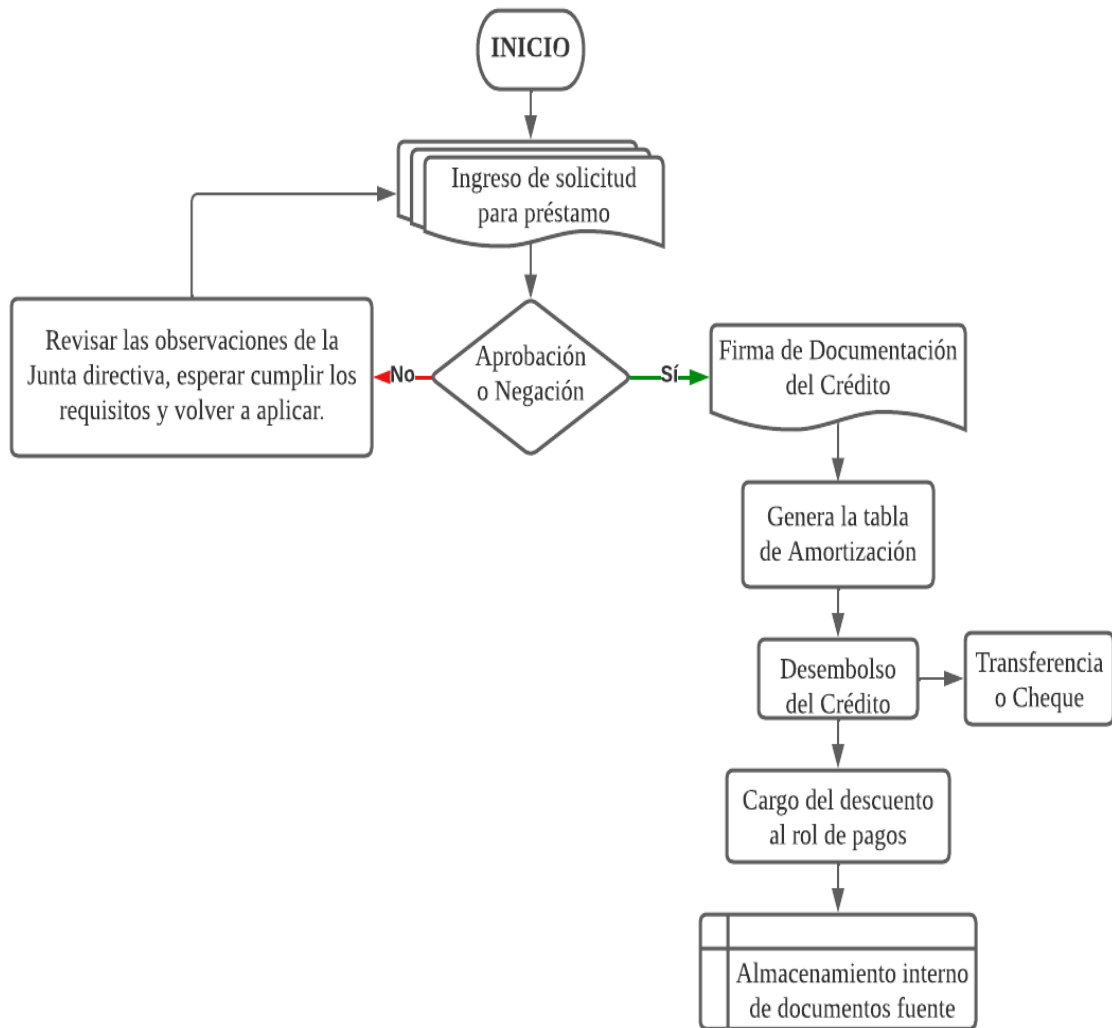 INICIO
Ingreso de solicitud
para préstamo
Aprobación
o Negación
No
Sí
Revisar las observaciones de la
Junta directiva, esperar cumplir los
requisitos y volver a aplicar.
Firma de Documentación
del Crédito
Genera la tabla
de Amortización
Desembolso
del Crédito
Transferencia
o Cheque
Cargo del descuento
al rol de pagos
Almacenamiento interno
de documentos fuente